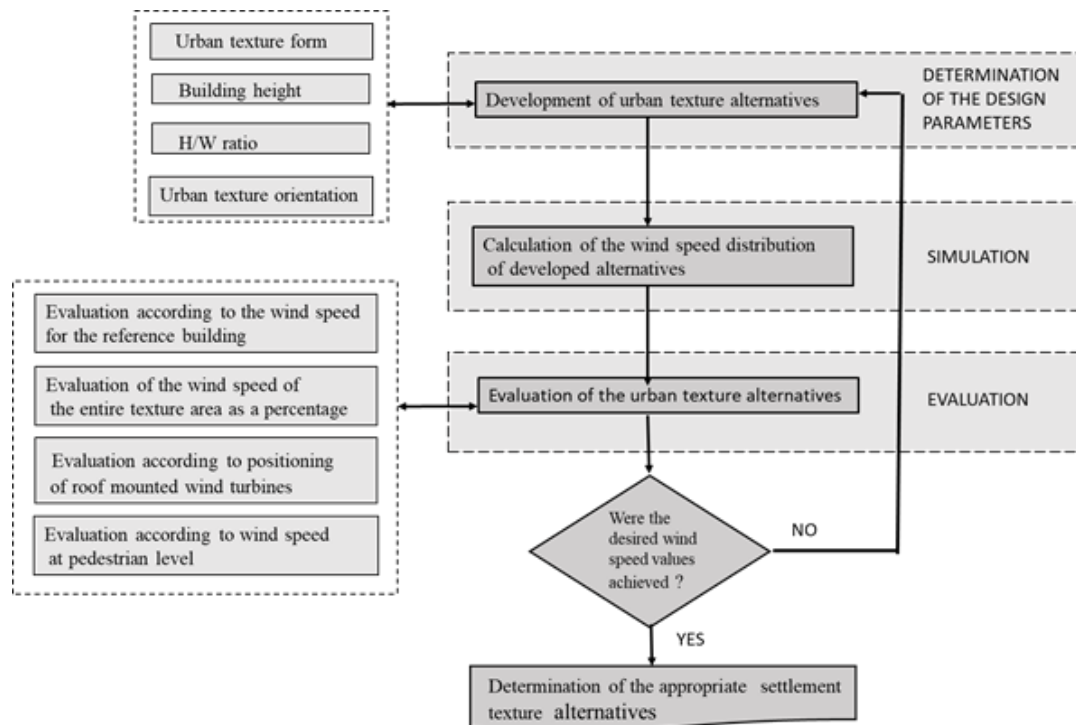 Urban texture form
Building height
H/W ratio
Urban texture orientation
Development of urban texture alternatives
DETERMINATION
OF THE DESIGN
PARAMETERS
Calculation of the wind speed distribution
of developed alternatives
SIMULATION
Evaluation according to the wind speed
for the reference building
Evaluation of the wind speed of
the entire texture area as a percentage
Evaluation according to positioning
of roof mounted wind turbines
Evaluation according to wind speed
at pedestrian level
Evaluation of the urban texture alternatives
EVALUATION
Were the
desired wind
speed values
achieved ?
NO
YES
Determination of the appropriate settlement
texture alternatives